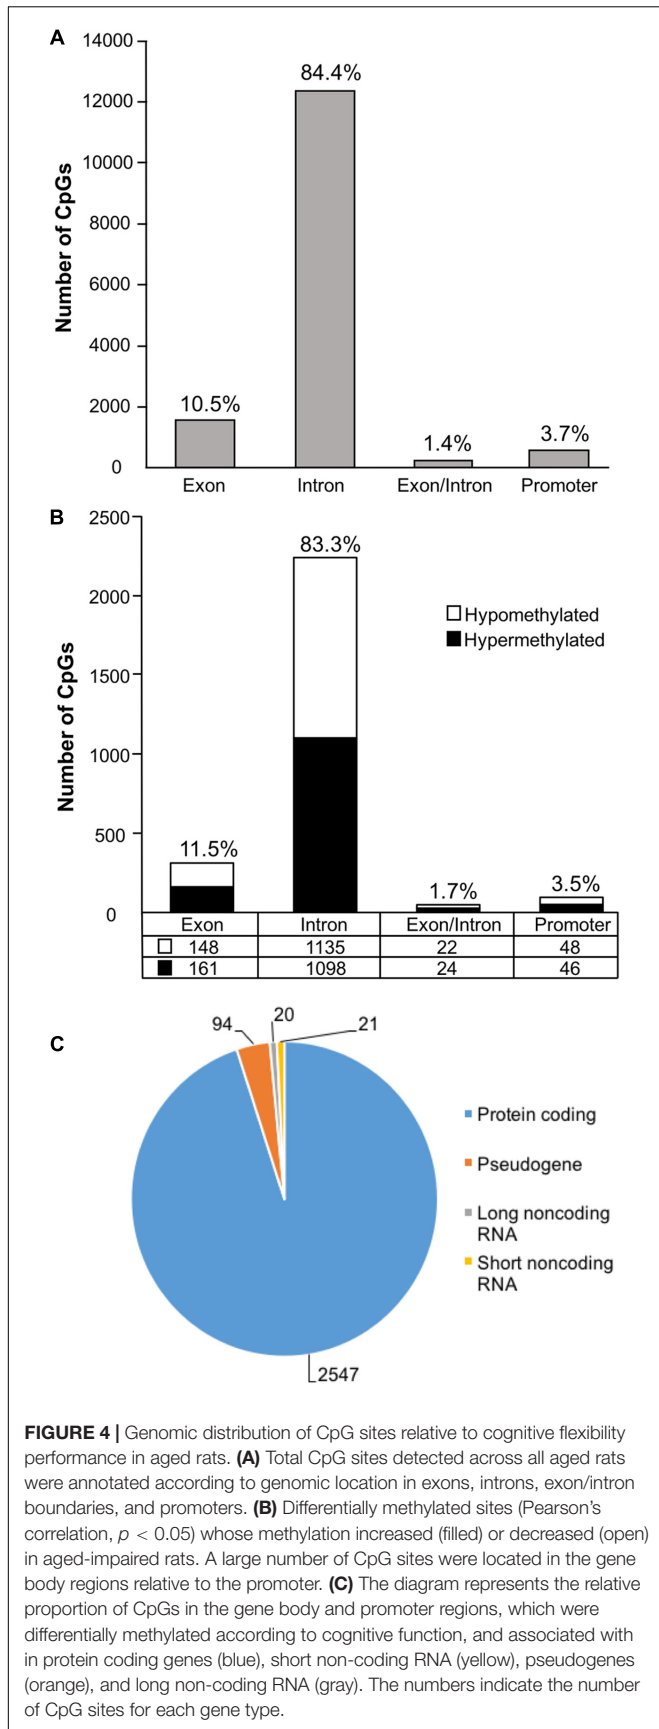 A
14000
12000
10000
8000
6000
4000
2000
0
Number of CpGs
10.5%
84.4%
1.4%
3.7%
Exon Intron Exon/Intron Promoter
B
2500
2000
1500
1000
500
0
Number of CpGs
83.3%
Hypomethylated
Hypermethylated
11.5%
1.7%
3.5%
Exon Intron Exon/Intron Promoter
148 1135 22 48
161 1098 24 46
C
94
20
21
2547
Protein coding
Pseudogene
Long noncoding
RNA
Short noncoding
RNA
FIGURE 4 | Genomic distribution of CpG sites relative to cognitive flexibility
performance in aged rats. (A) Total CpG sites detected across all aged rats
were annotated according to genomic location in exons, introns, exon/intron
boundaries, and promoters. (B) Differentially methylated sites (Pearson's
correlation, p < 0.05) whose methylation increased (filled) or decreased (open)
in aged-impaired rats. A large number of CpG sites were located in the gene
body regions relative to the promoter. (C) The diagram represents the relative
proportion of CpGs in the gene body and promoter regions, which were
differentially methylated according to cognitive function, and associated with
in protein coding genes (blue), short non-coding RNA (yellow), pseudogenes
(orange), and long non-coding RNA (gray). The numbers indicate the number
of CpG sites for each gene type.